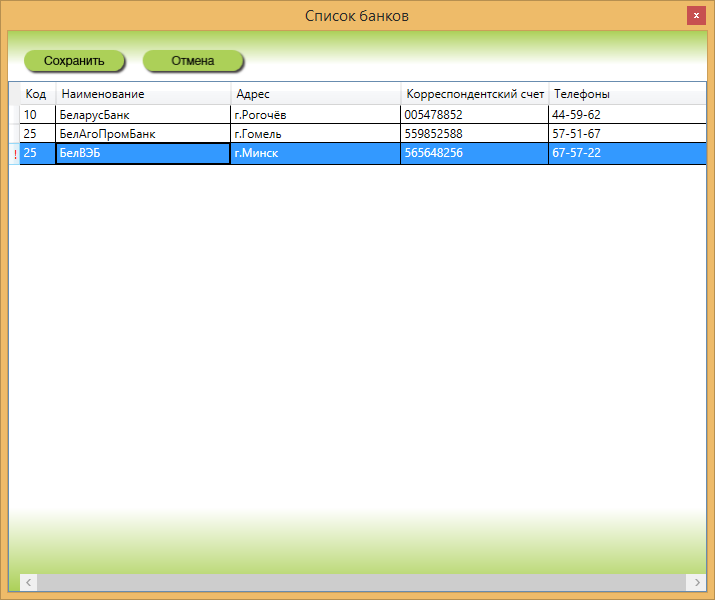 Список банков
x
Сохранить Отмена
Код Наименование Адрес Корреспондентский счет Телефоны
10 БеларусБанк г.Рогочёв 005478852 44-59-62
25 БелАгоПромБанк г.Гомель 559852588 57-51-67
! 25 БелВЭБ г.Минск 565648256 67-57-22